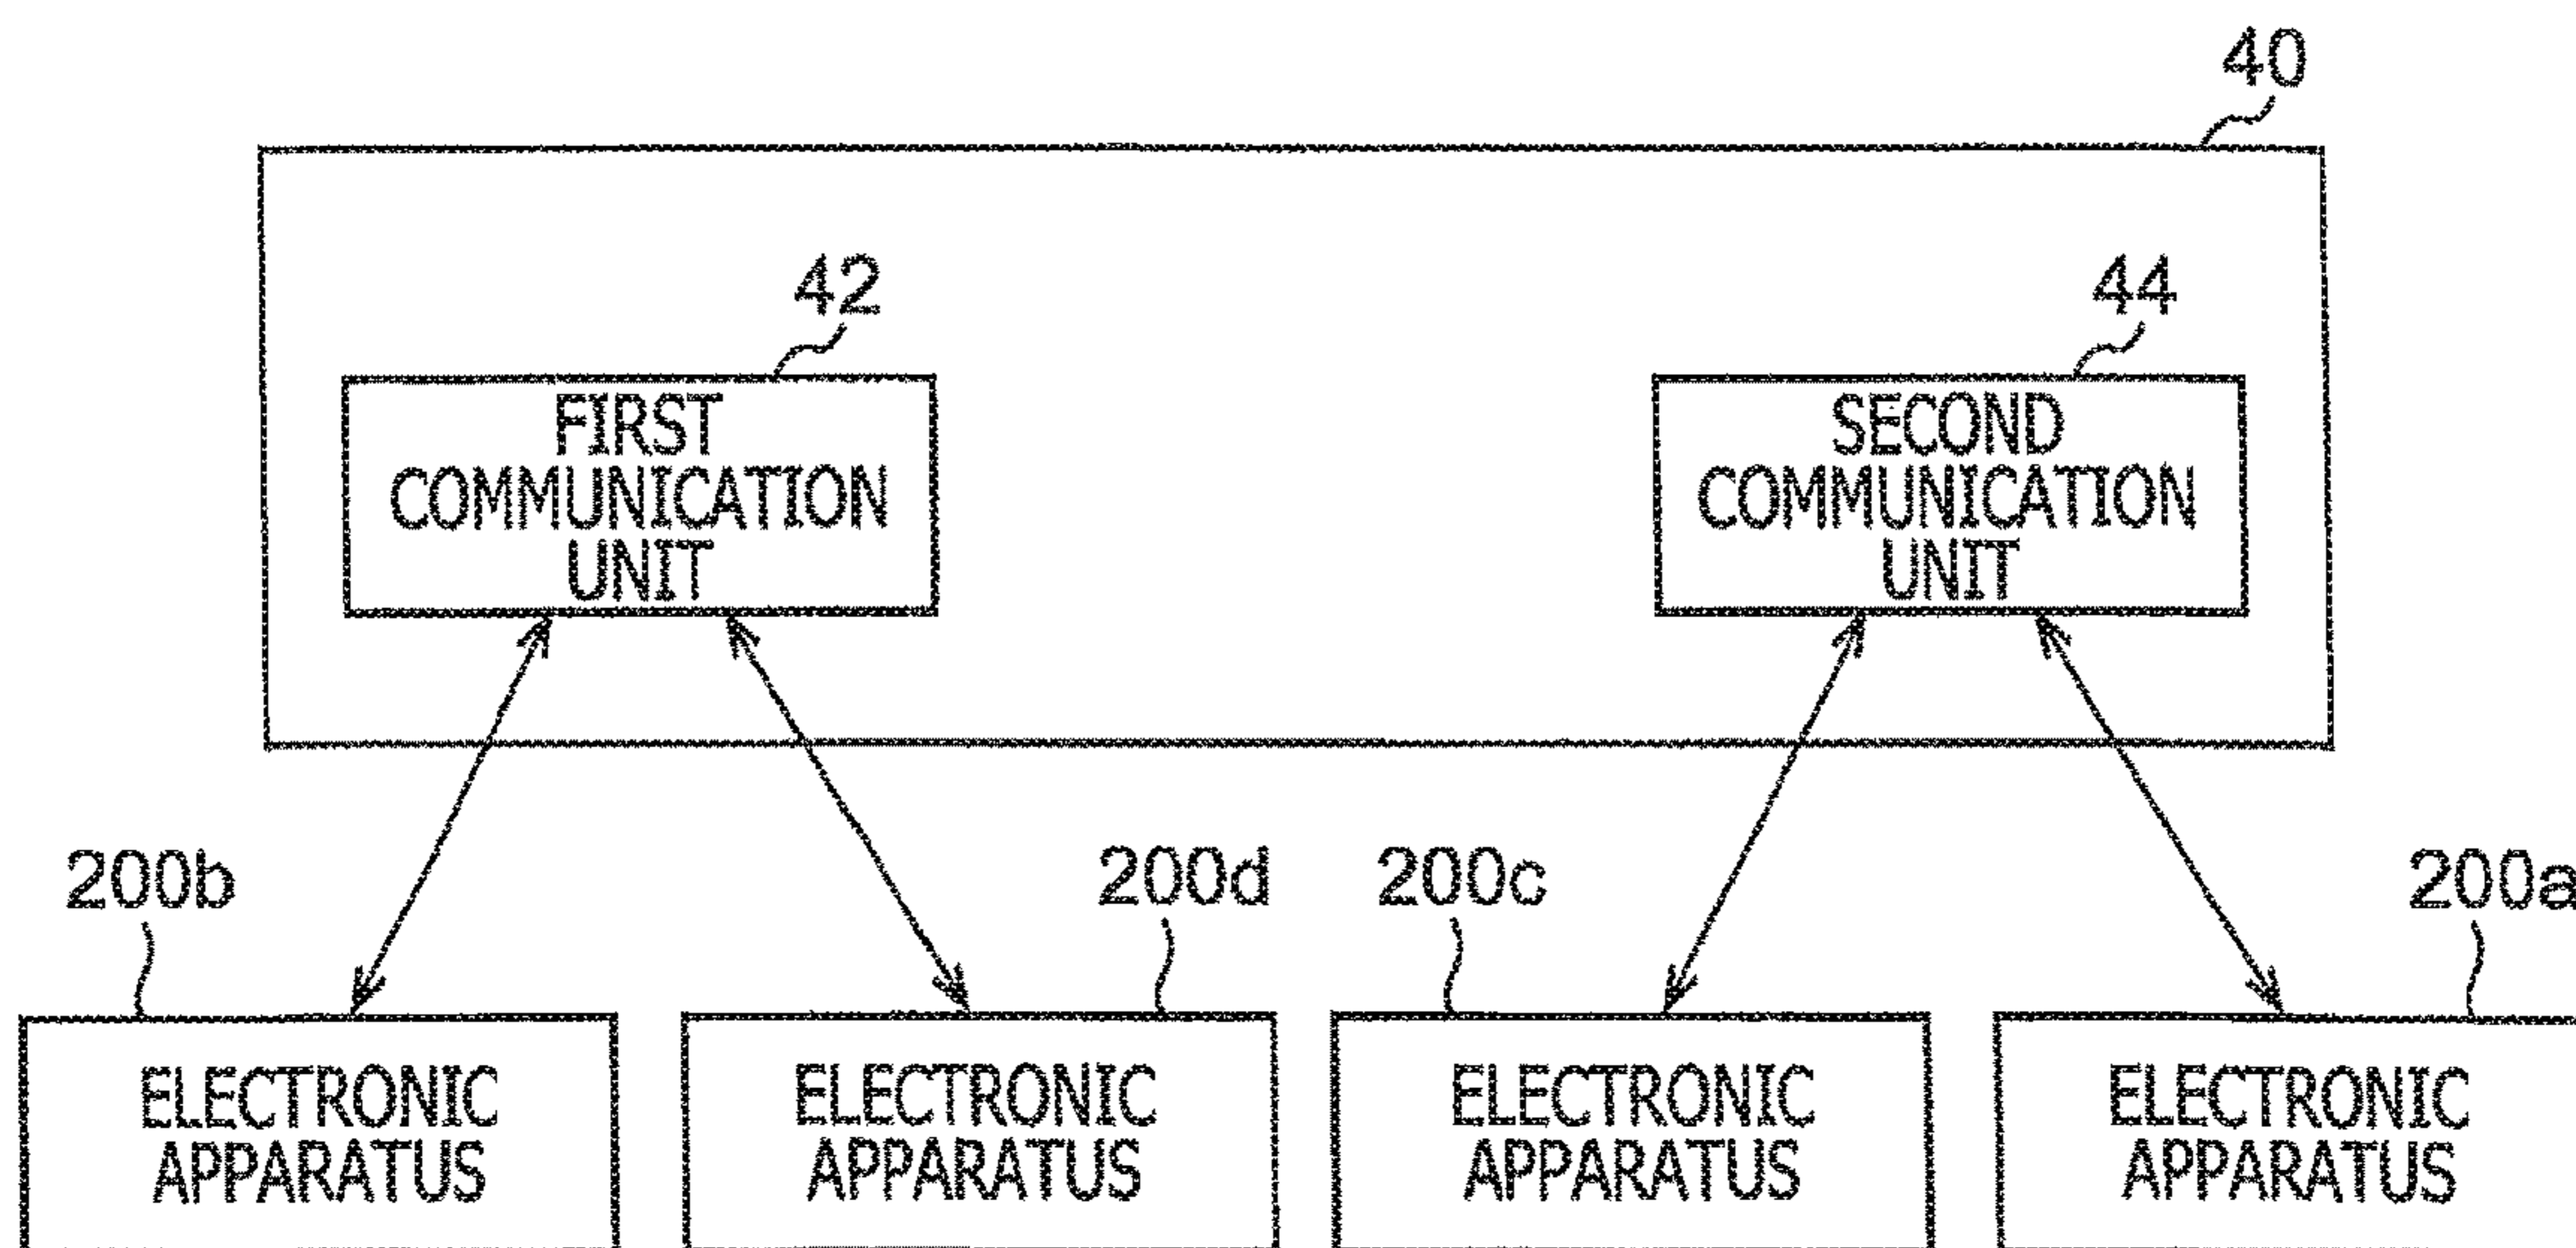 40
42
44
FIRST
COMMUNICATION
UNIT
SECOND
COMMUNICATION
UNIT
200b
200d
200c
200a
ELECTRONIC
APPARATUS
ELECTRONIC
APPARATUS
ELECTRONIC
APPARATUS
ELECTRONIC
APPARATUS